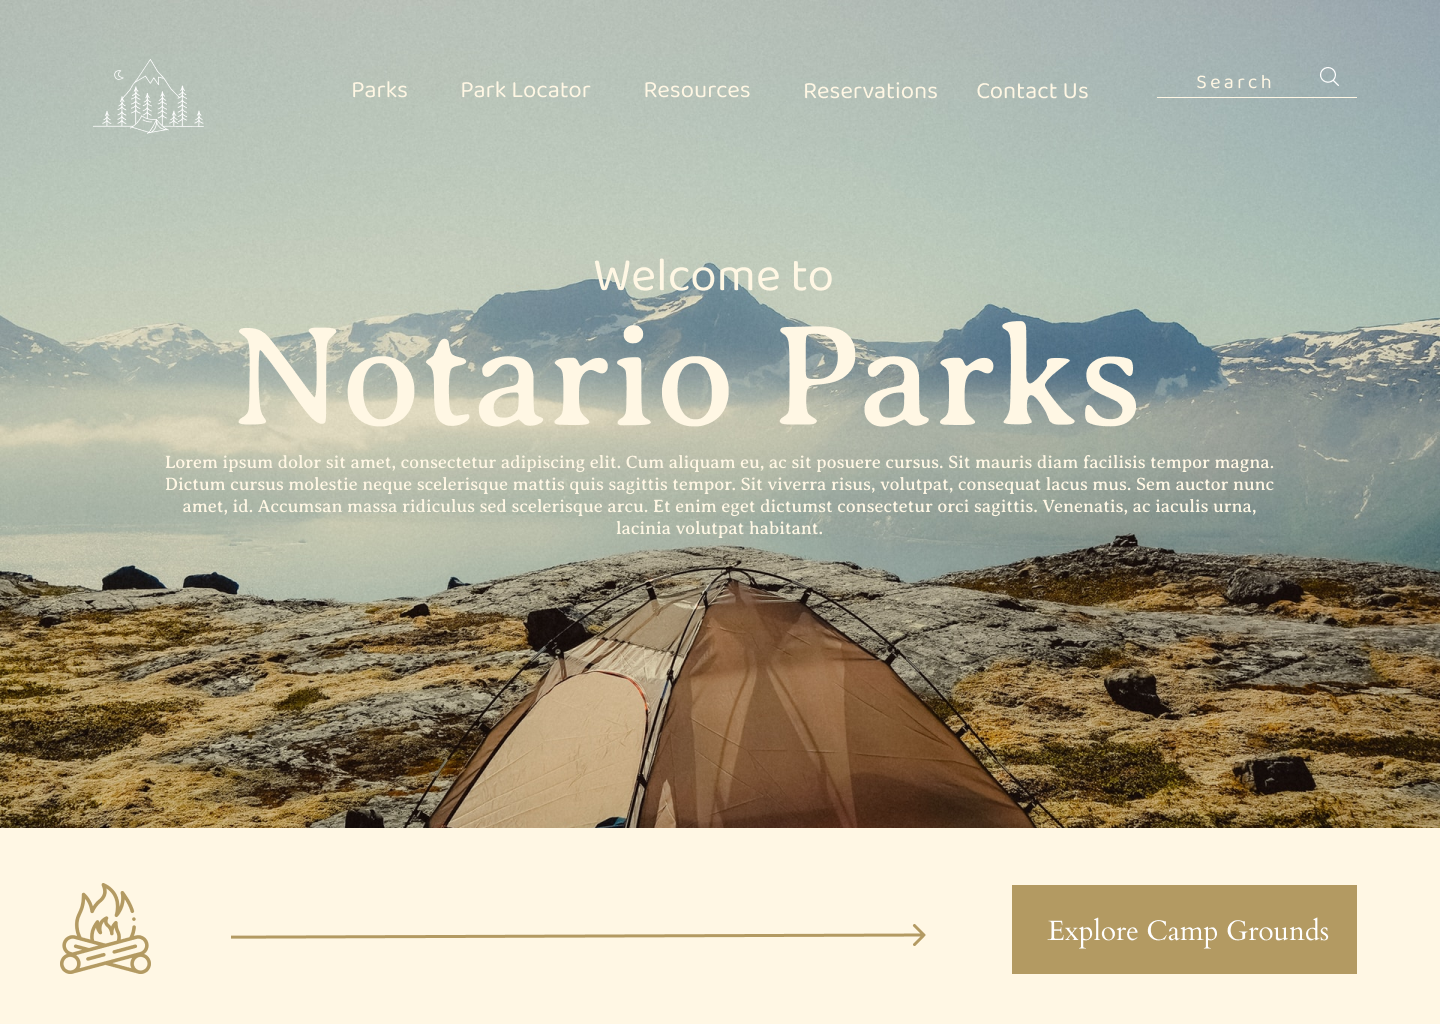 Parks Park Locator Resources Reservations Contact Us Search
Welcome to
Notario Parks
Lorem ipsum dolor sit amet, consectetur adipiscing elit. Cum aliquam eu, ac sit posuere cursus. Sit mauris diam facilisis tempor magna.
Dictum cursus molestie neque scelerisque mattis quis sagittis tempor. Sit viverra risus, volutpat, consequat lacus mus. Sem auctor nunc
amet, id. Accumsan massa ridiculus sed scelerisque arcu. Et enim eget dictumst consectetur orci sagittis. Venenatis, ac iaculis urna,
lacinia volutpat habitant.
Explore Camp Grounds